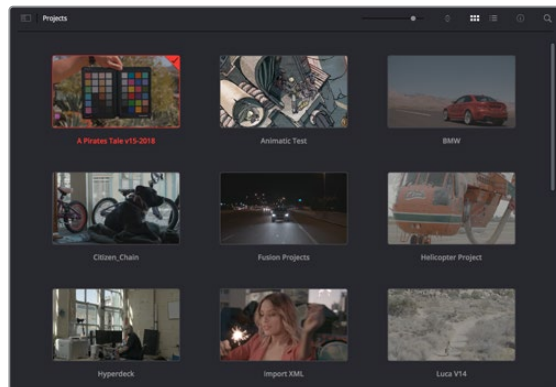 Projects
A Pirates Tale v15-2018
Animatic Test
BMW
Citizen_Chain
Fusion Projects
Helicopter Project
Hyperdeck
Import XML
Luca V14